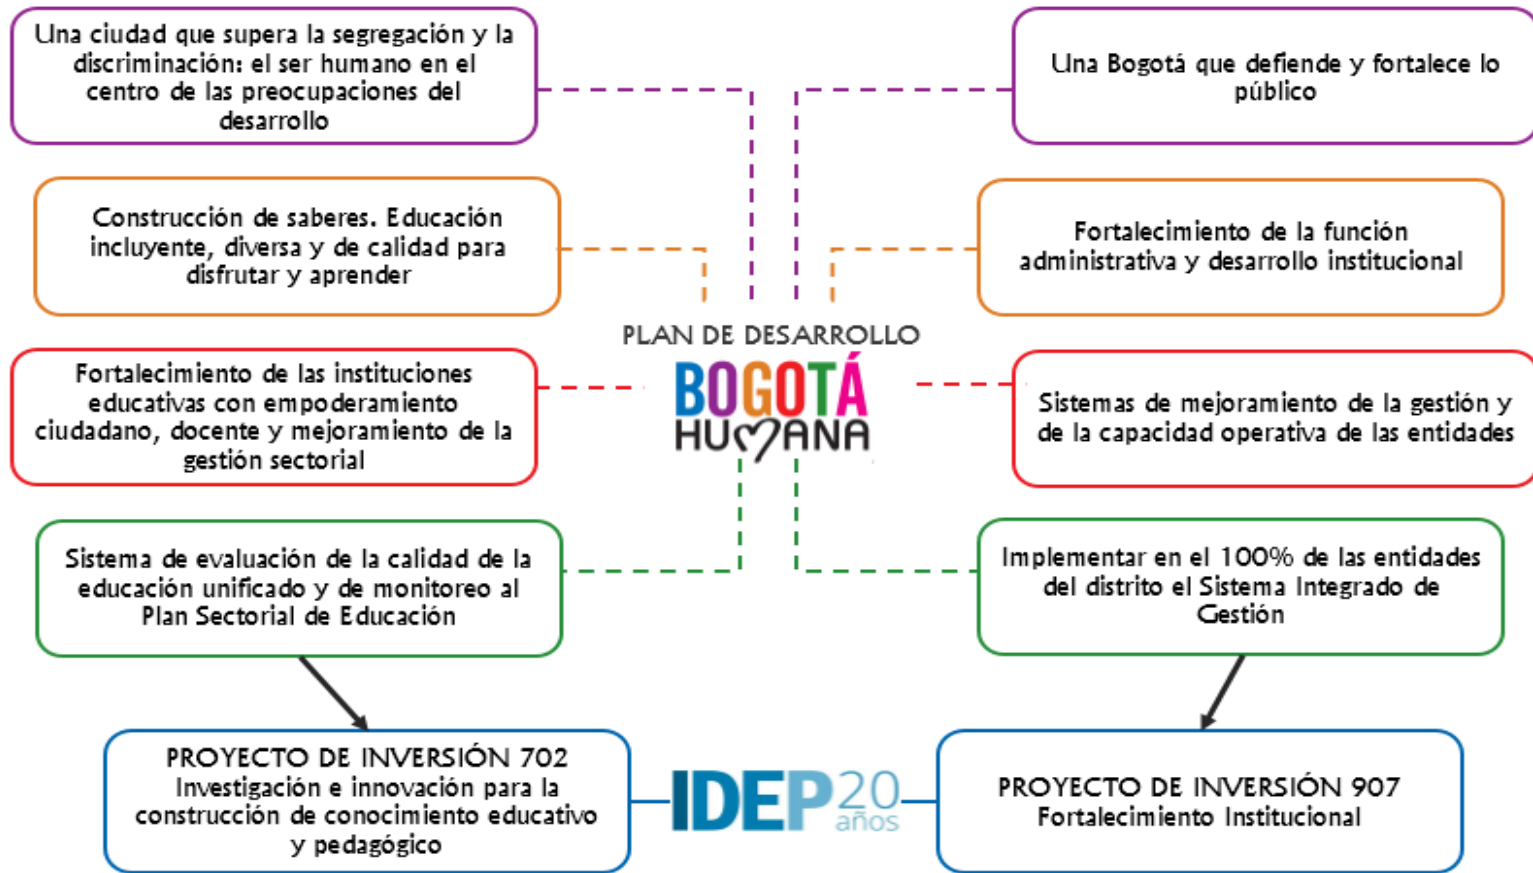 Una ciudad que supera la segregación y la
discriminación: el ser humano en el
centro de las preocupaciones del
desarrollo
Una Bogotá que defiende y fortalece lo
público
Construcción de saberes. Educación
incluyente, diversa y de calidad para
disfrutar y aprender
Fortalecimiento de la función
administrativa y desarrollo institucional
PLAN DE DESARROLLO
BOGOTÁ
HUMANA
Fortalecimiento de las instituciones
educativas con empoderamiento
ciudadano, docente y mejoramiento de la
gestión sectorial
Sistemas de mejoramiento de la gestión y
de la capacidad operativa de las entidades
Sistema de evaluación de la calidad de la
educación unificado y de monitoreo al
Plan Sectorial de Educación
Implementar en el 100% de las entidades
del distrito el Sistema Integrado de
Gestión
PROYECTO DE INVERSIÓN 702
Investigación e innovación para la
construcción de conocimiento educativo
y pedagógico
IDEP 20
años
PROYECTO DE INVERSIÓN 907
Fortalecimiento Institucional